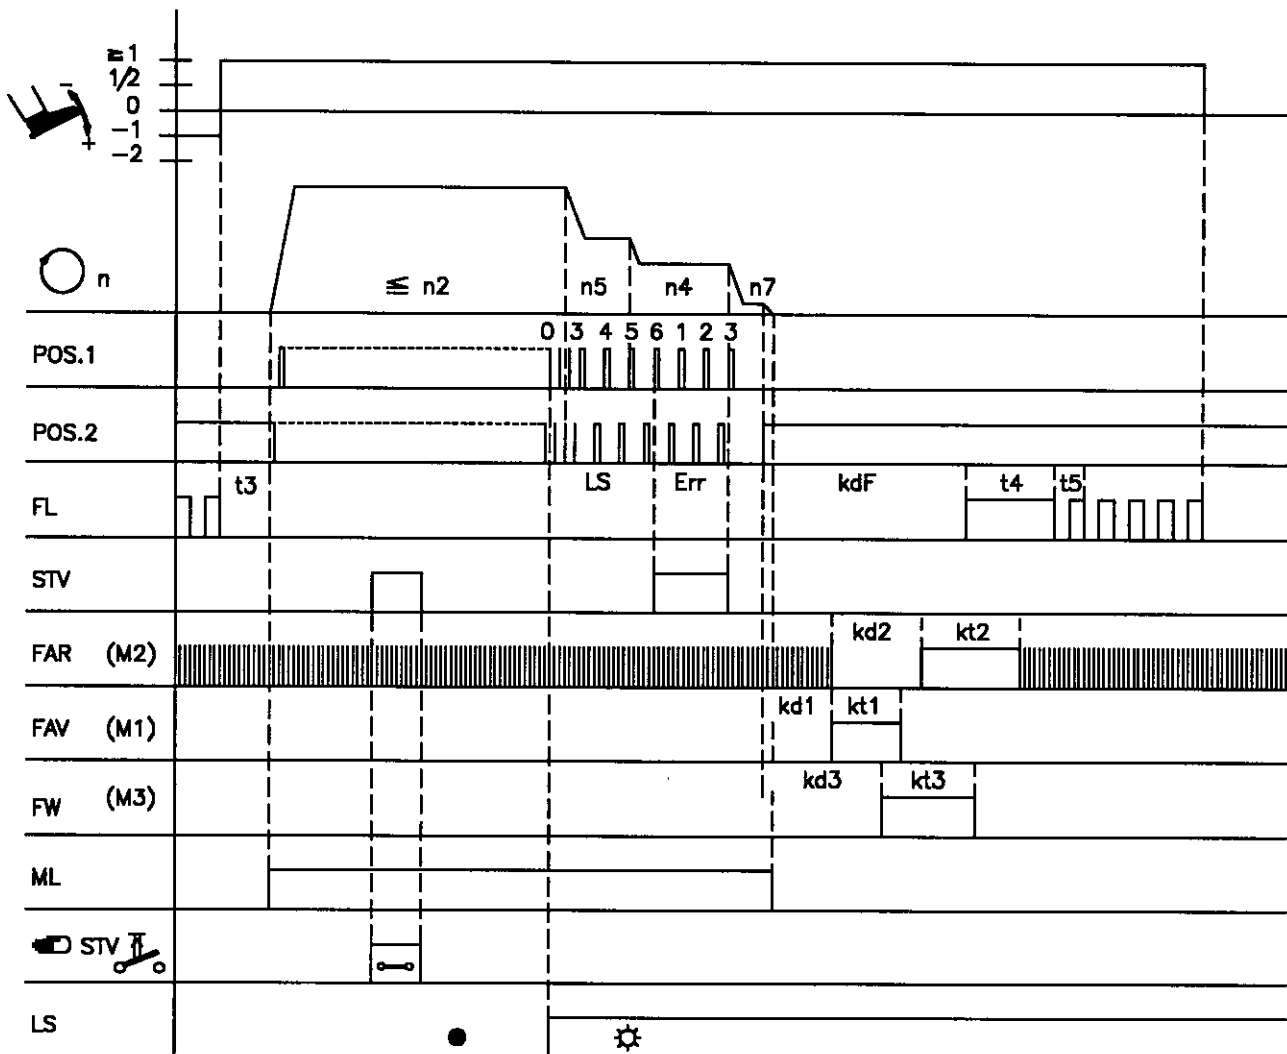 ≧1
1/2
0
−1
−2
−
+
n
≦ n2
n5
n4
n7
POS.1
0 3 4 5 6 1 2 3
POS.2
FL
t3
LS
Err
kdF
t4
t5
STV
FAR (M2)
kd2
kt2
FAV (M1)
kd1
kt1
FW (M3)
kd3
kt3
ML
STV
LS